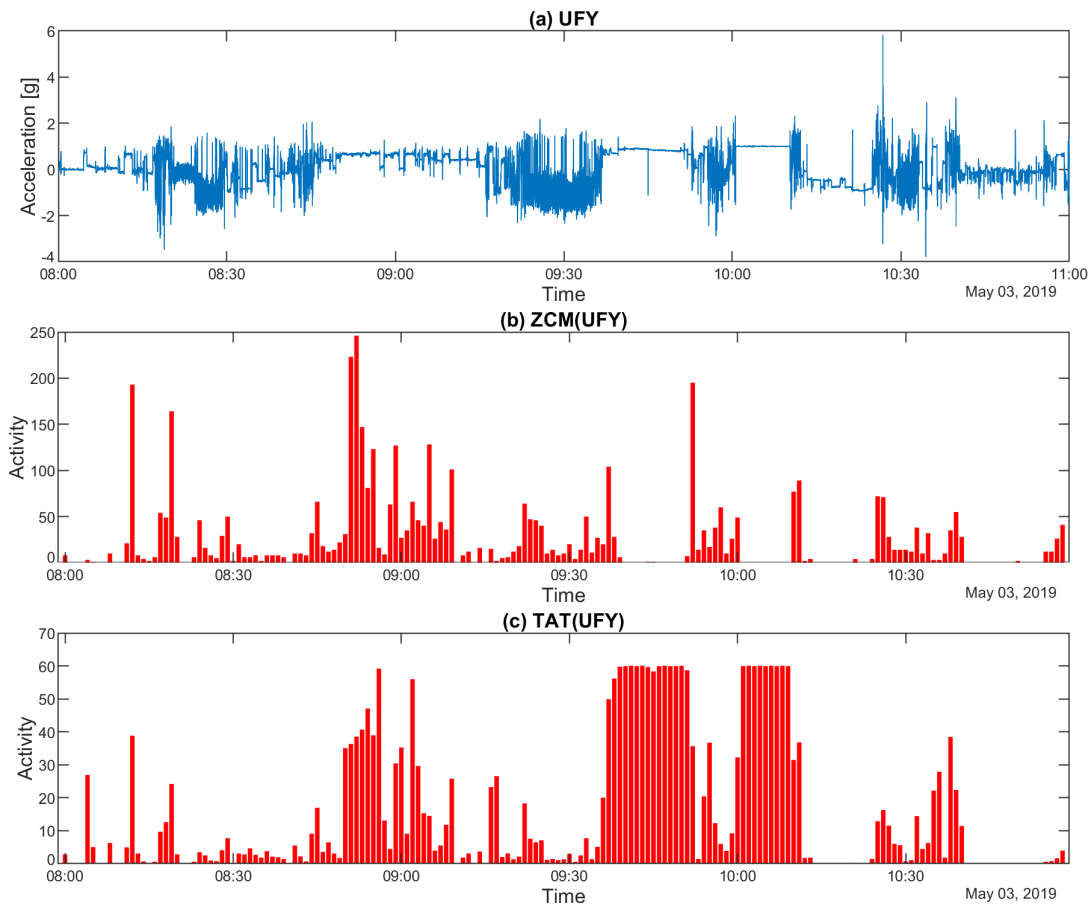 (a) UFY
Acceleration [g]
6
4
2
0
-2
-4
08:00 08:30 09:00 09:30 10:00 10:30 11:00
Time
May 03, 2019
(b) ZCM(UFY)
Activity
250
200
150
100
50
0
08:00 08:30 09:00 09:30 10:00 10:30
Time
May 03, 2019
(c) TAT(UFY)
Activity
70
60
50
40
30
20
10
0
08:00 08:30 09:00 09:30 10:00 10:30
Time
May 03, 2019